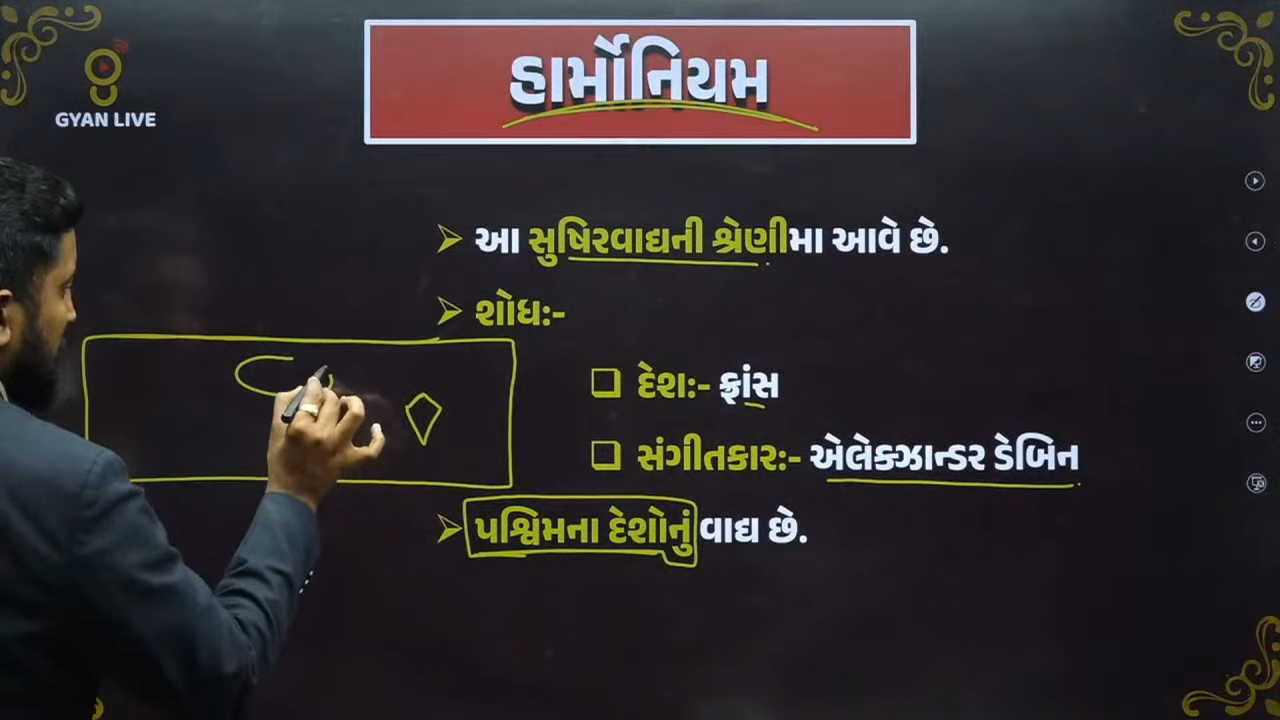 હાર્મોનિયમ
GYAN LIVE
આ સુષિરવાદ્યની શ્રેણીમા આવે છે.
શોધ:-
દેશ:- ફ્રાંસ
સંગીતકાર:- એલેક્ઝાન્ડર ડેબિન
પશ્ચિમના દેશોનું વાદ્ય છે.